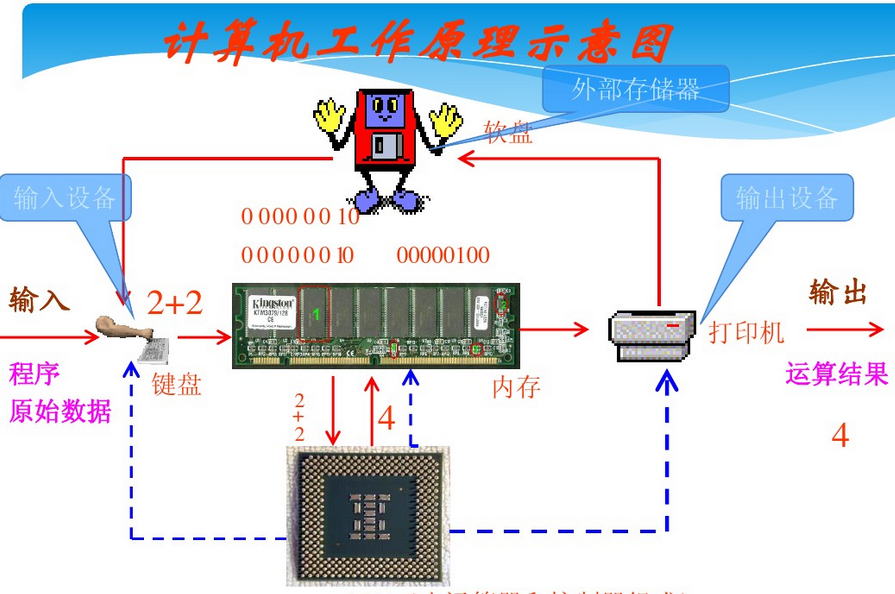 计算机工作原理示意图
外部存储器
软盘
输入设备
输出设备
0 0000 0 10
0 0 0 0 0 0 10
00000100
输入
2+2
Kingston
1
输出
打印机
程序
原始数据
键盘
内存
运算结果
2+2
4
4